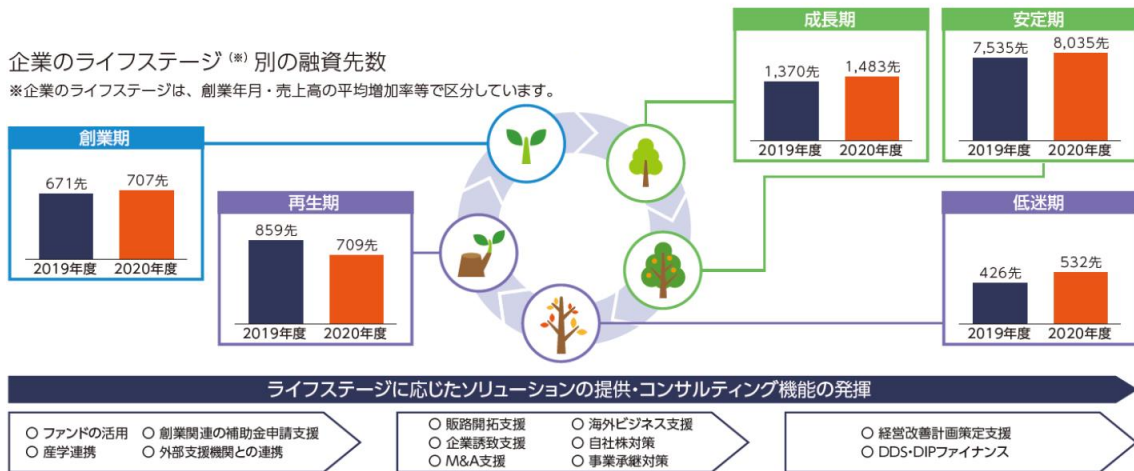 企業のライフステージ(※)別の融資先数
※企業のライフステージは、創業年月・売上高の平均増加率等で区分しています。
創業期
671先 707先
2019年度 2020年度
成長期
1,370先 1,483先
2019年度 2020年度
安定期
7,535先 8,035先
2019年度 2020年度
低迷期
426先 532先
2019年度 2020年度
再生期
859先 709先
2019年度 2020年度
ライフステージに応じたソリューションの提供・コンサルティング機能の発揮
○ ファンドの活用 ○ 創業関連の補助金申請支援
○ 産学連携 ○ 外部支援機関との連携
○ 販路開拓支援 ○ 海外ビジネス支援
○ 企業誘致支援 ○ 自社株対策
○ M&A支援 ○ 事業承継対策
○ 経営改善計画策定支援
○ DDS・DIPファイナンス